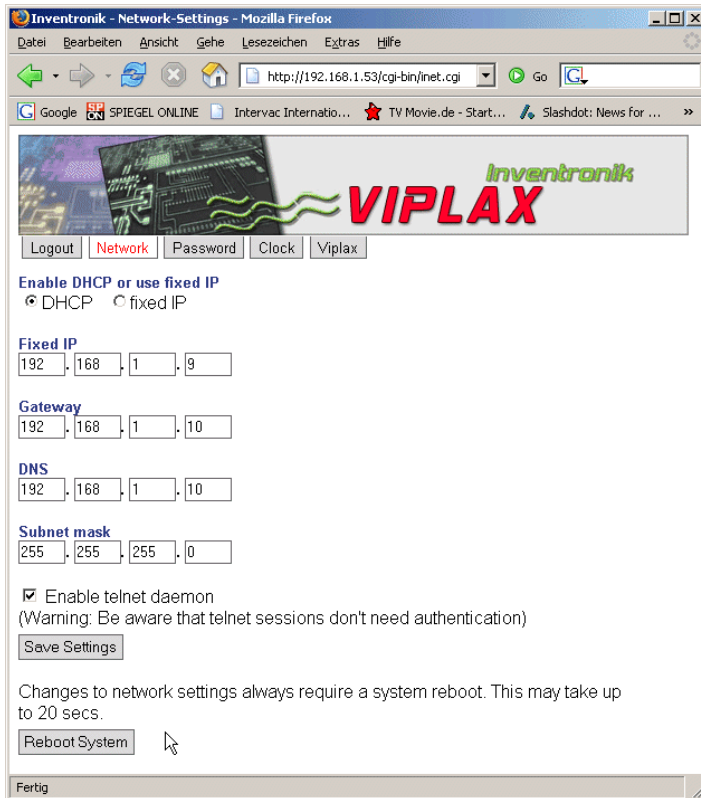 Inventronik - Network-Settings - Mozilla Firefox
Datei Bearbeiten Ansicht Gehe Lesezeichen Extras Hilfe
http://192.168.1.53/cgi-bin/inet.cgi Go G
G Google SP ON SPIEGEL ONLINE Intervac Internatio... TV Movie.de - Start... Slashdot: News for ... »
Inventronik
VIPLAX
Logout Network Password Clock Viplax
Enable DHCP or use fixed IP
DHCP fixed IP
Fixed IP
192 . 168 . 1 . 9
Gateway
192 . 168 . 1 . 10
DNS
192 . 168 . 1 . 10
Subnet mask
255 . 255 . 255 . 0
Enable telnet daemon
(Warning: Be aware that telnet sessions don't need authentication)
Save Settings
Changes to network settings always require a system reboot. This may take up
to 20 secs.
Reboot System
Fertig